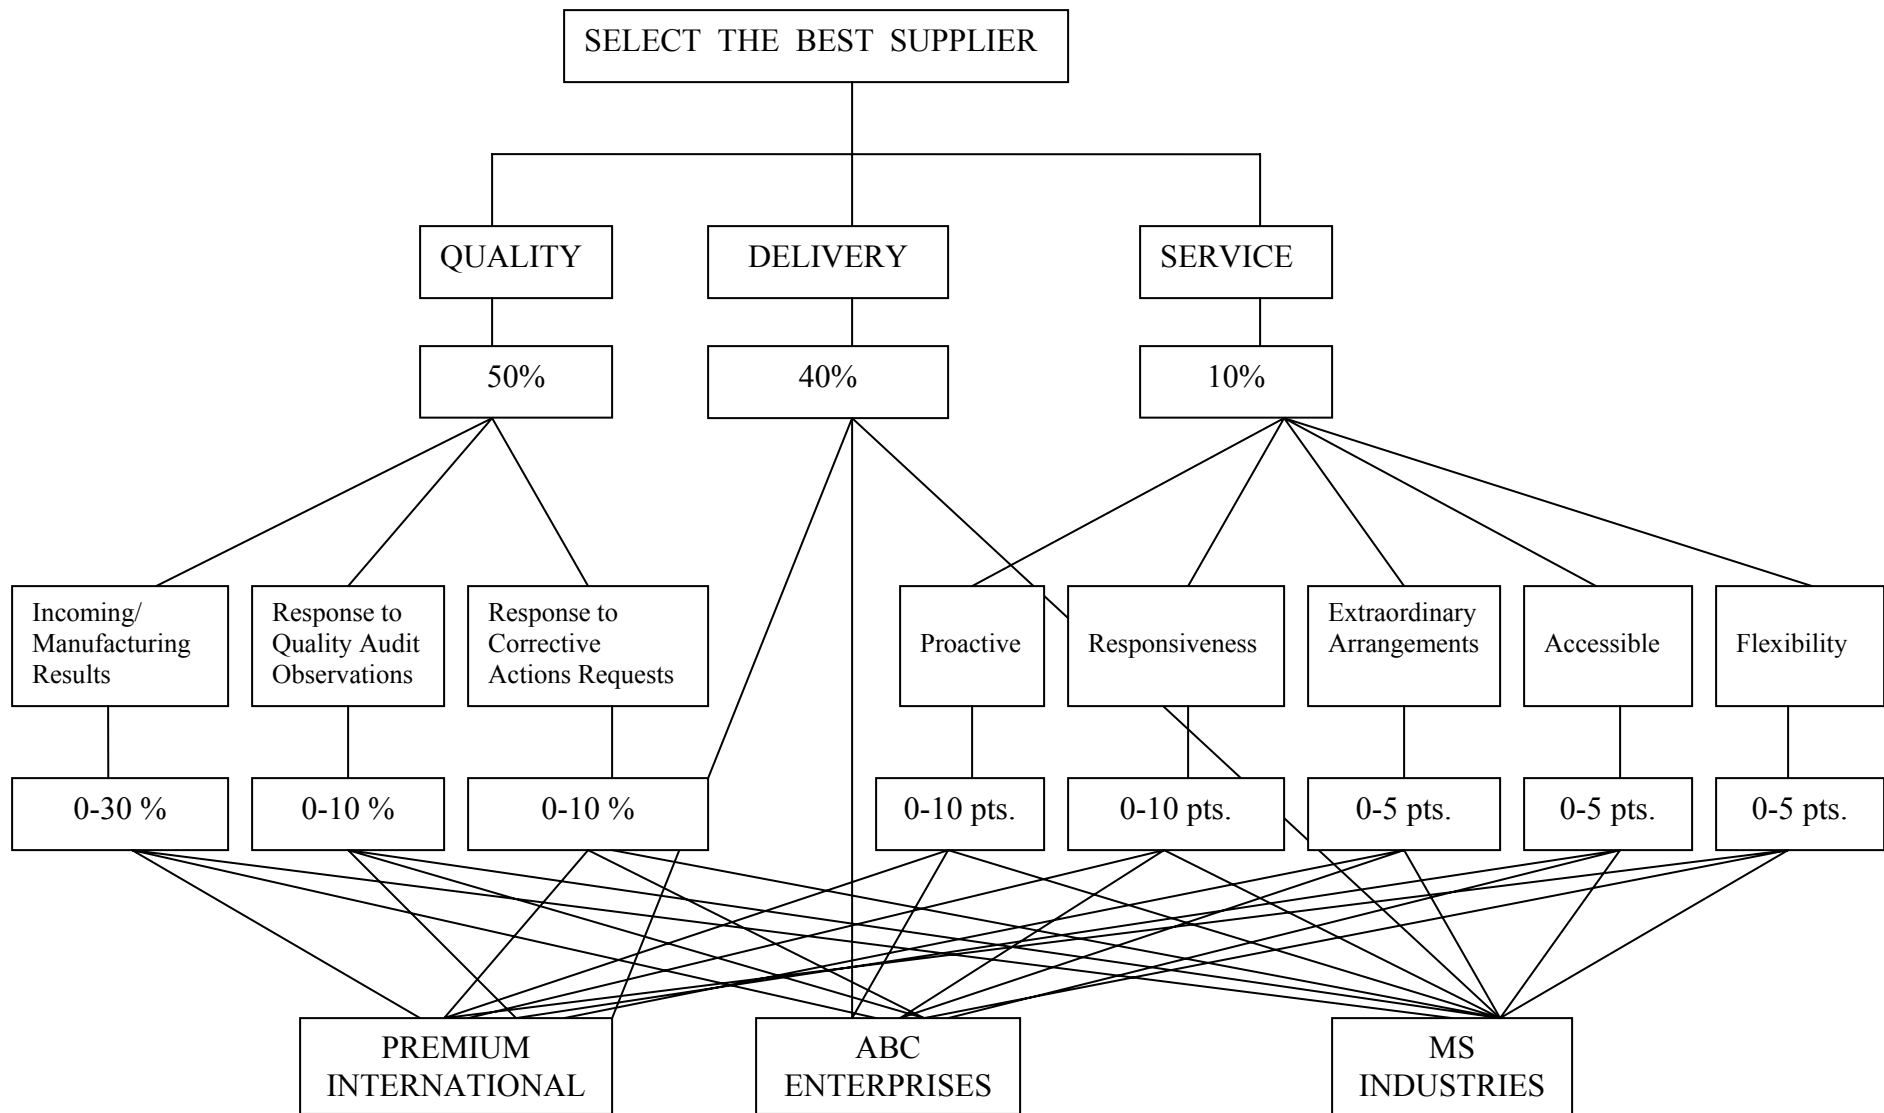 SELECT THE BEST SUPPLIER
QUALITY
DELIVERY
SERVICE
50%
40%
10%
Incoming/
Manufacturing
Results
Response to
Quality Audit
Observations
Response to
Corrective
Actions Requests
Proactive
Responsiveness
Extraordinary
Arrangements
Accessible
Flexibility
0-30 %
0-10 %
0-10 %
0-10 pts.
0-10 pts.
0-5 pts.
0-5 pts.
0-5 pts.
PREMIUM
INTERNATIONAL
ABC
ENTERPRISES
MS
INDUSTRIES